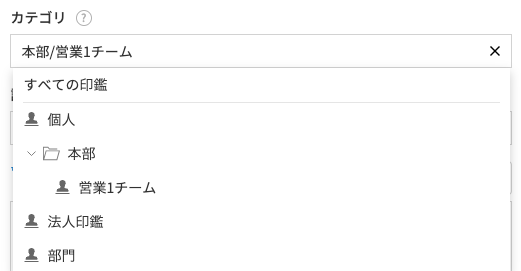 カテゴリ ?
本部/営業1チーム
すべての印鑑
個人
本部
営業1チーム
法人印鑑
部門